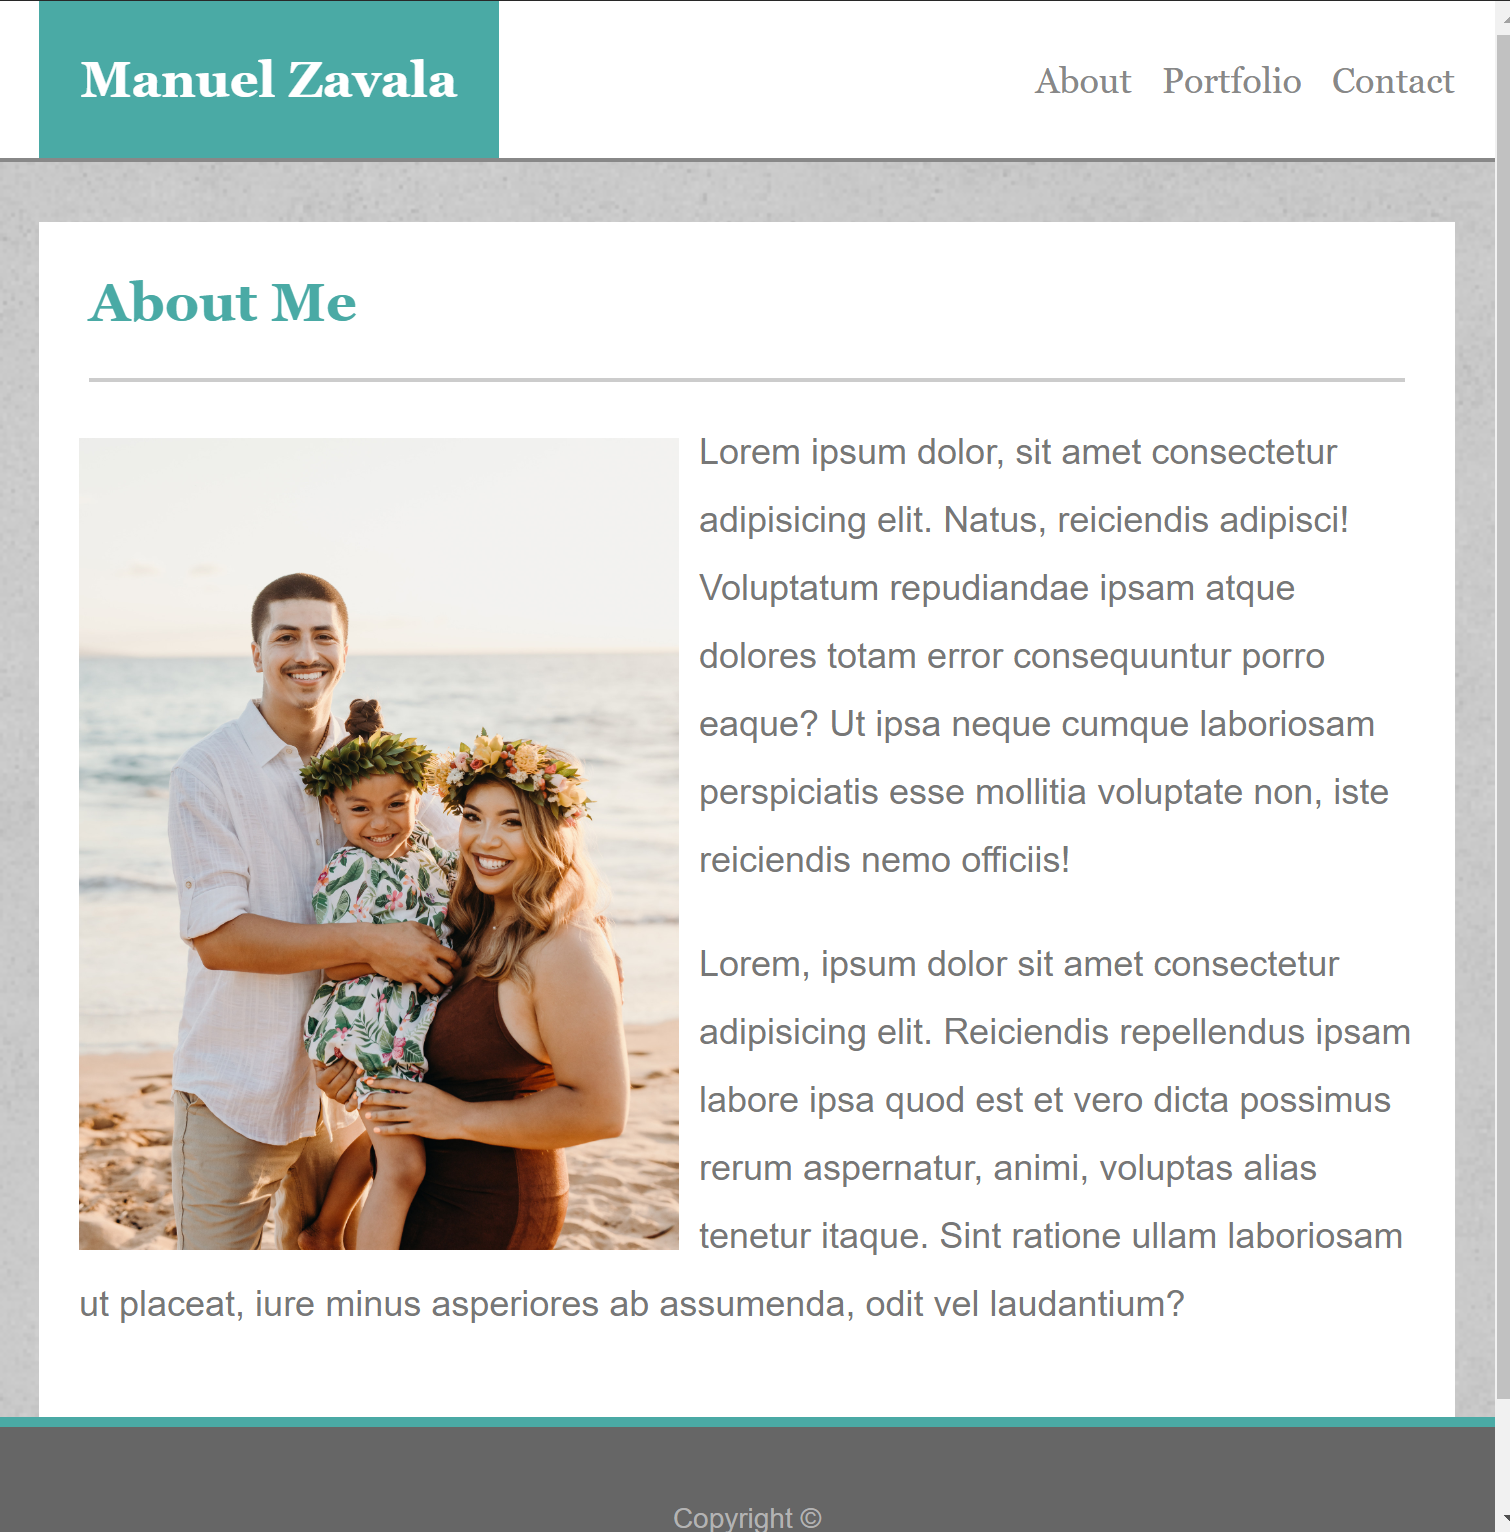 Manuel Zavala
About Portfolio Contact
About Me
Lorem ipsum dolor, sit amet consectetur
adipisicing elit. Natus, reiciendis adipisci!
Voluptatum repudiandae ipsam atque
dolores totam error consequuntur porro
eaque? Ut ipsa neque cumque laboriosam
perspiciatis esse mollitia voluptate non, iste
reiciendis nemo officiis!
Lorem, ipsum dolor sit amet consectetur
adipisicing elit. Reiciendis repellendus ipsam
labore ipsa quod est et vero dicta possimus
rerum aspernatur, animi, voluptas alias
tenetur itaque. Sint ratione ullam laboriosam
ut placeat, iure minus asperiores ab assumenda, odit vel laudantium?
Copyright ©